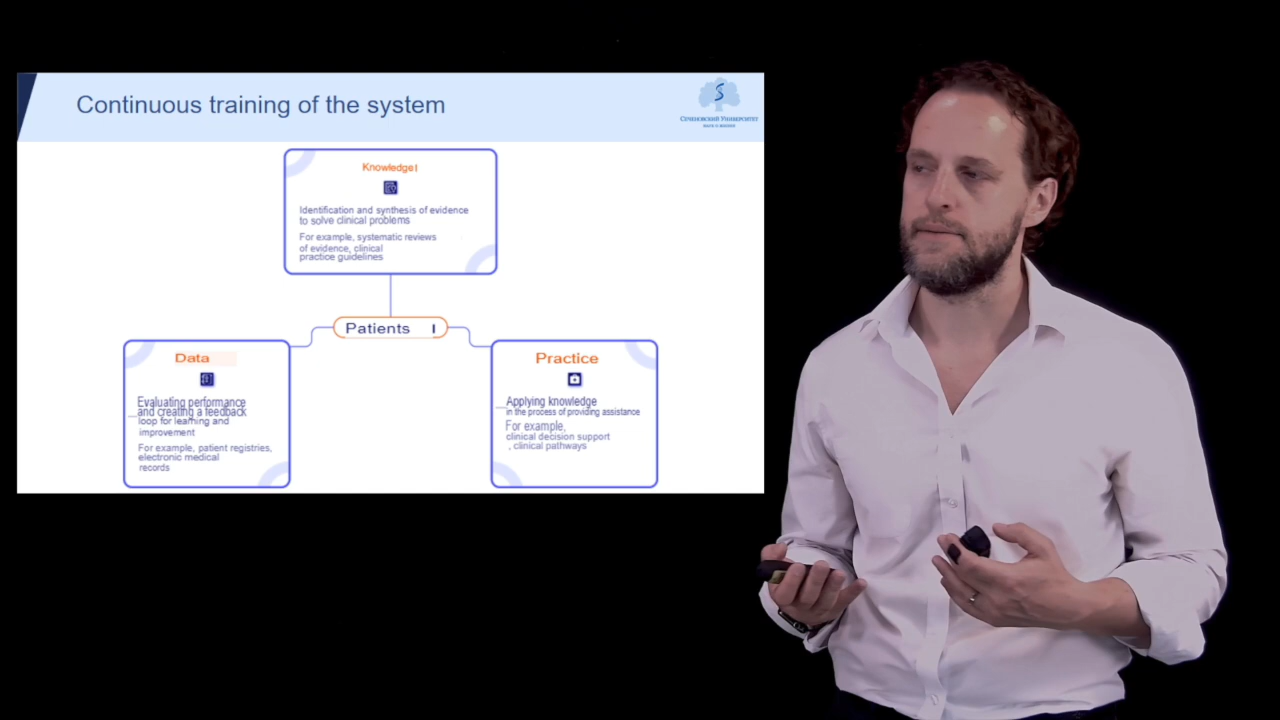 Continuous training of the system
СЕЧЕНОВСКИЙ УНИВЕРСИТЕТ
Knowledge
Identification and synthesis of evidence
to solve clinical problems
For example, systematic reviews
of evidence, clinical
practice guidelines
Patients
Data
Evaluating performance
and creating a feedback
loop for learning and
improvement
For example, patient registries,
electronic medical
records
Practice
Applying knowledge
in the process of providing assistance
For example,
clinical decision support
, clinical pathways